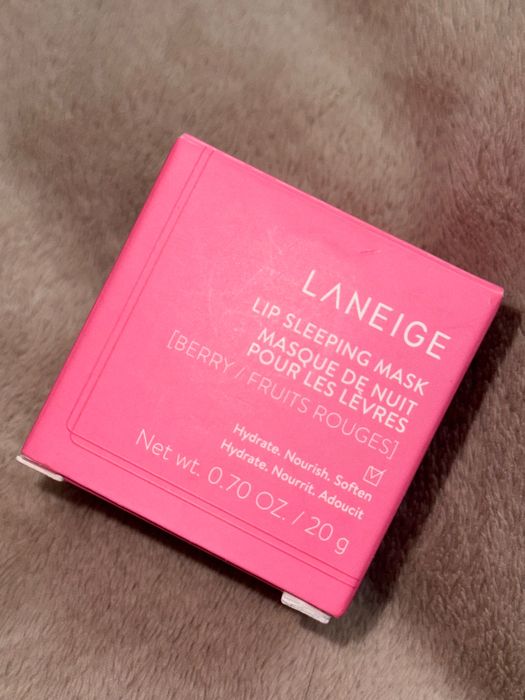 LANEIGE
LIP SLEEPING MASK
MASQUE DE NUIT
POUR LES LÈVRES
[BERRY / FRUITS ROUGES]
Hydrate. Nourish. Soften
Hydrate. Nourrit. Adoucit
Net wt. 0.70 OZ. / 20 g